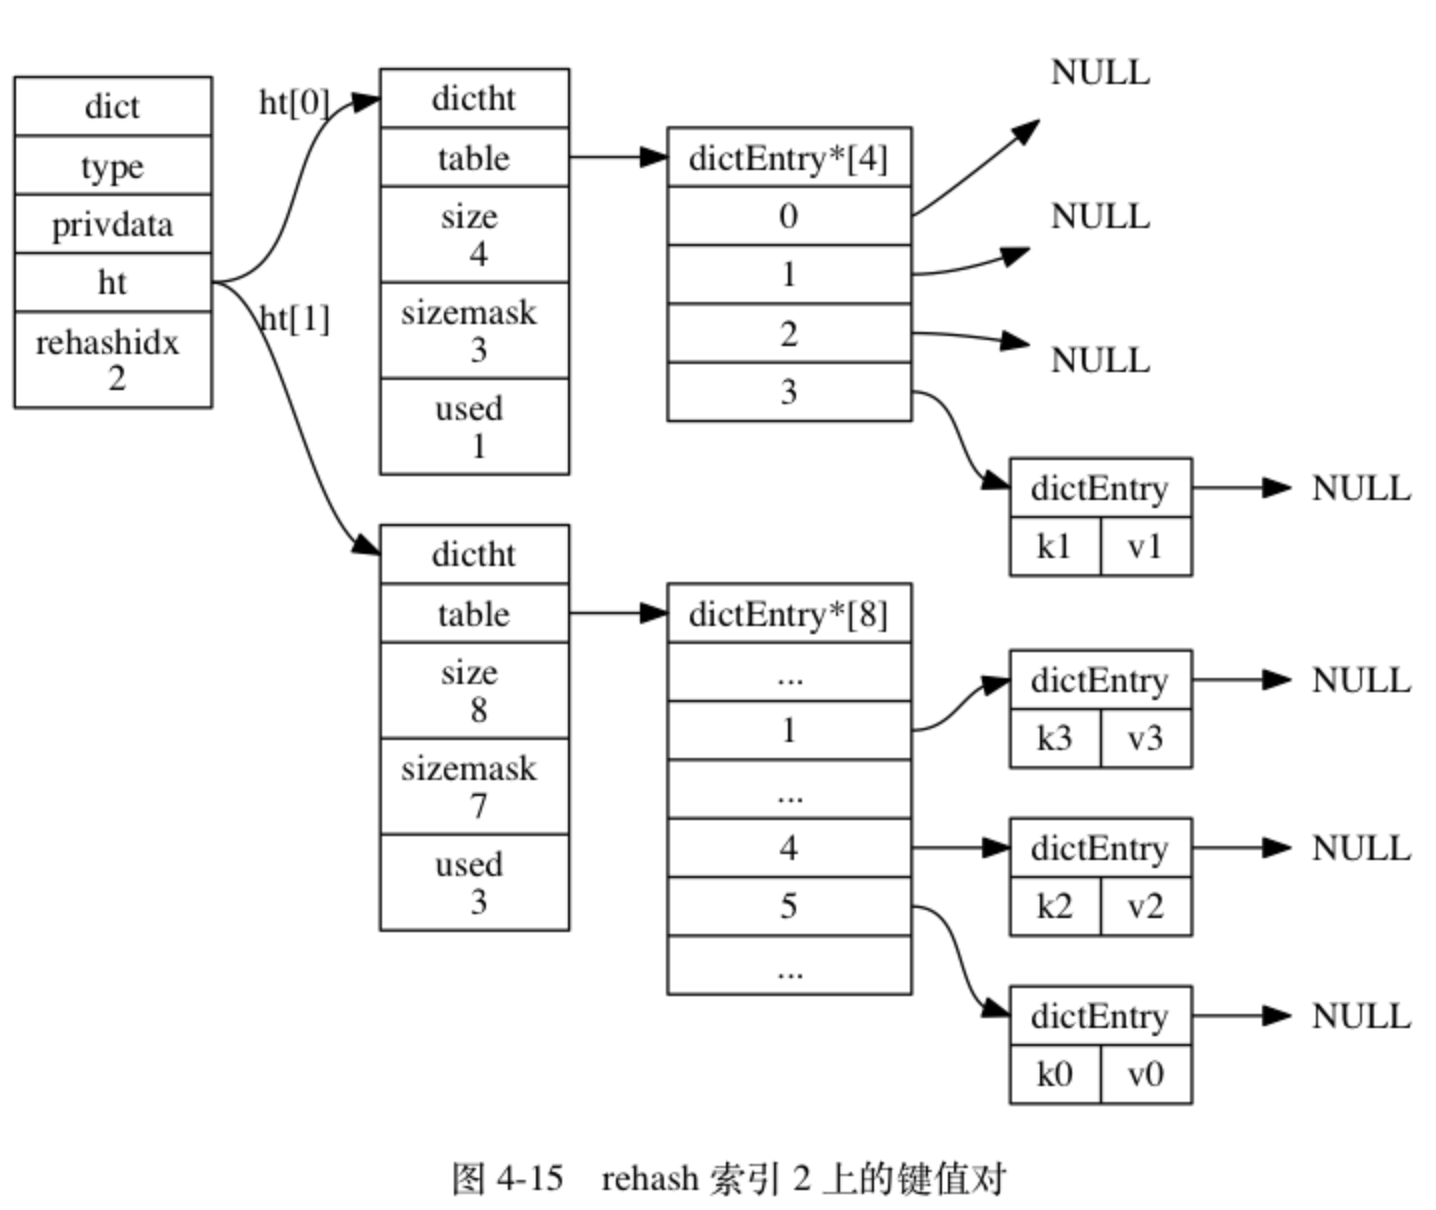 dict
type
privdata
ht
rehashidx
2
ht[0]
ht[1]
dictht
table
size
4
sizemask
3
used
1
dictEntry*[4]
0
1
2
3
NULL
NULL
NULL
dictEntry
k1 v1
NULL
dictht
table
size
8
sizemask
7
used
3
dictEntry*[8]
...
1
...
4
5
...
dictEntry
k3 v3
NULL
dictEntry
k2 v2
NULL
dictEntry
k0 v0
NULL
图 4-15 rehash 索引 2 上的键值对